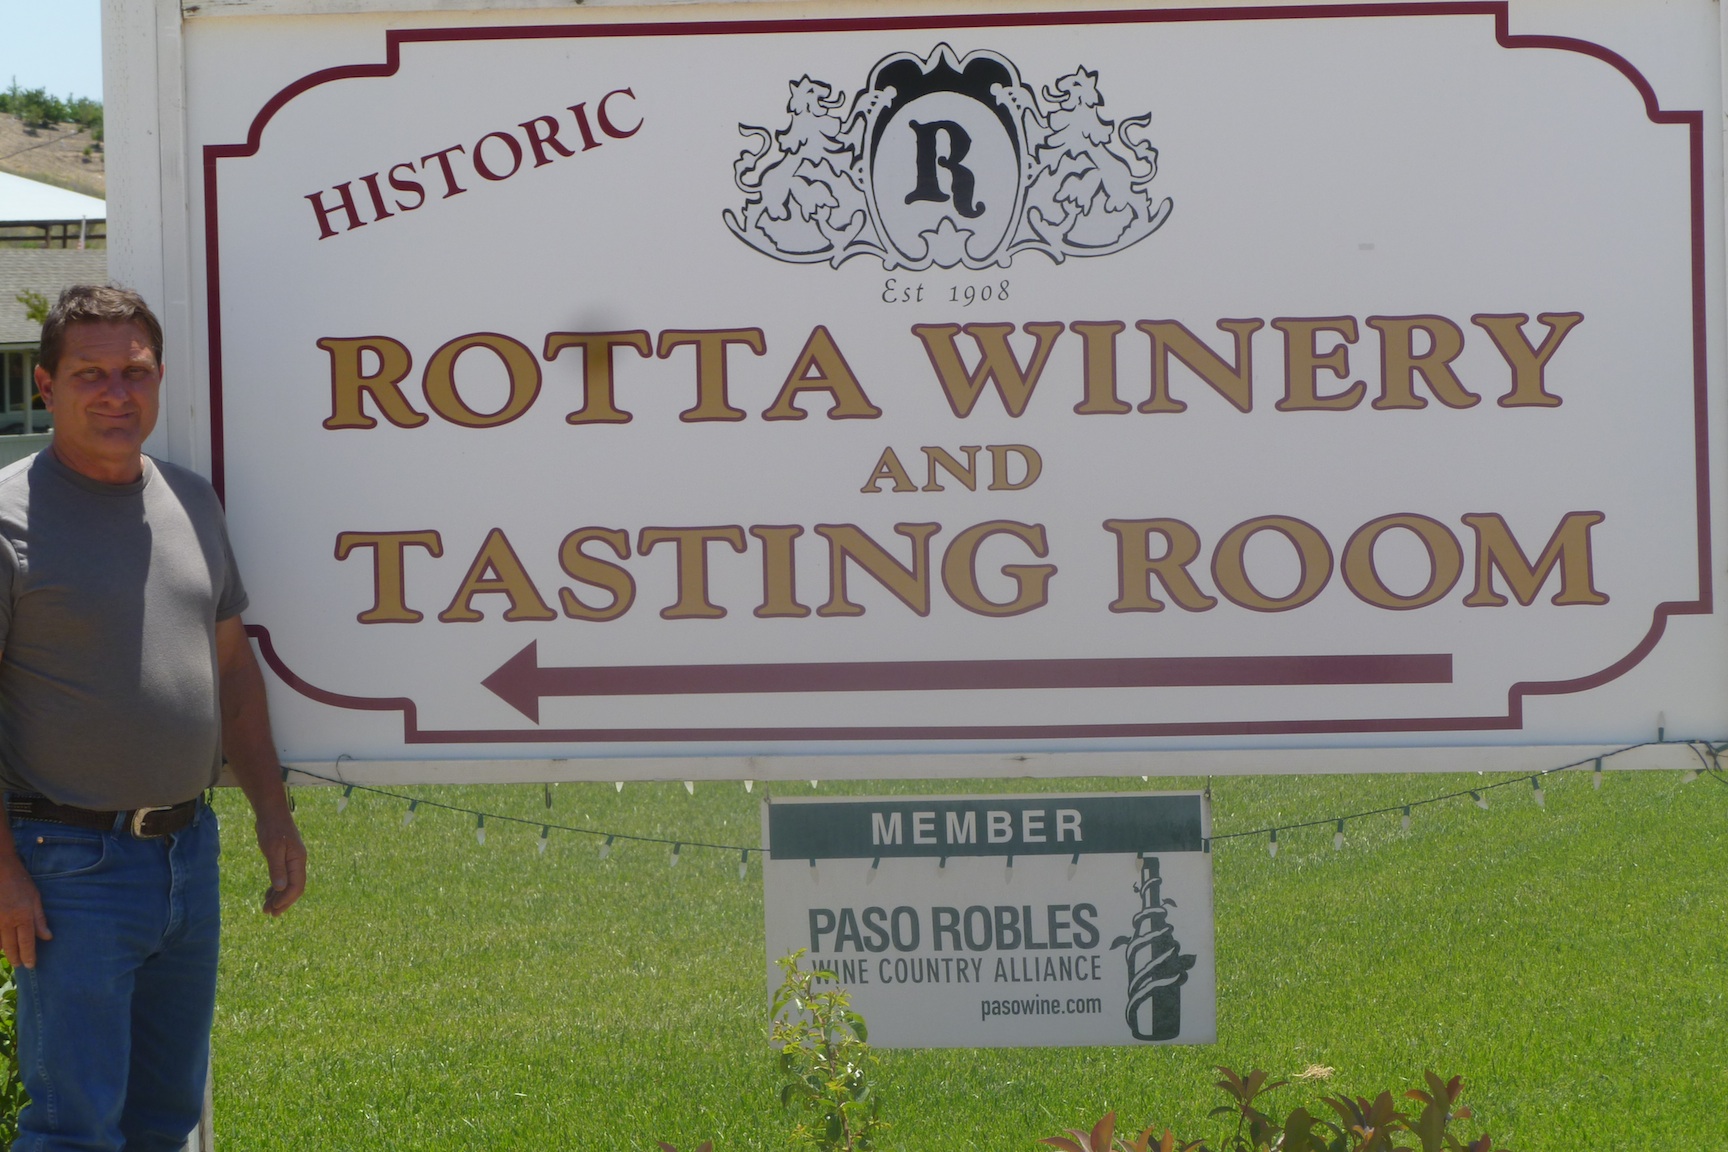 HISTORIC
R
Est 1908
ROTTA WINERY
AND
TASTING ROOM
MEMBER
PASO ROBLES
WINE COUNTRY ALLIANCE
pasowine.com